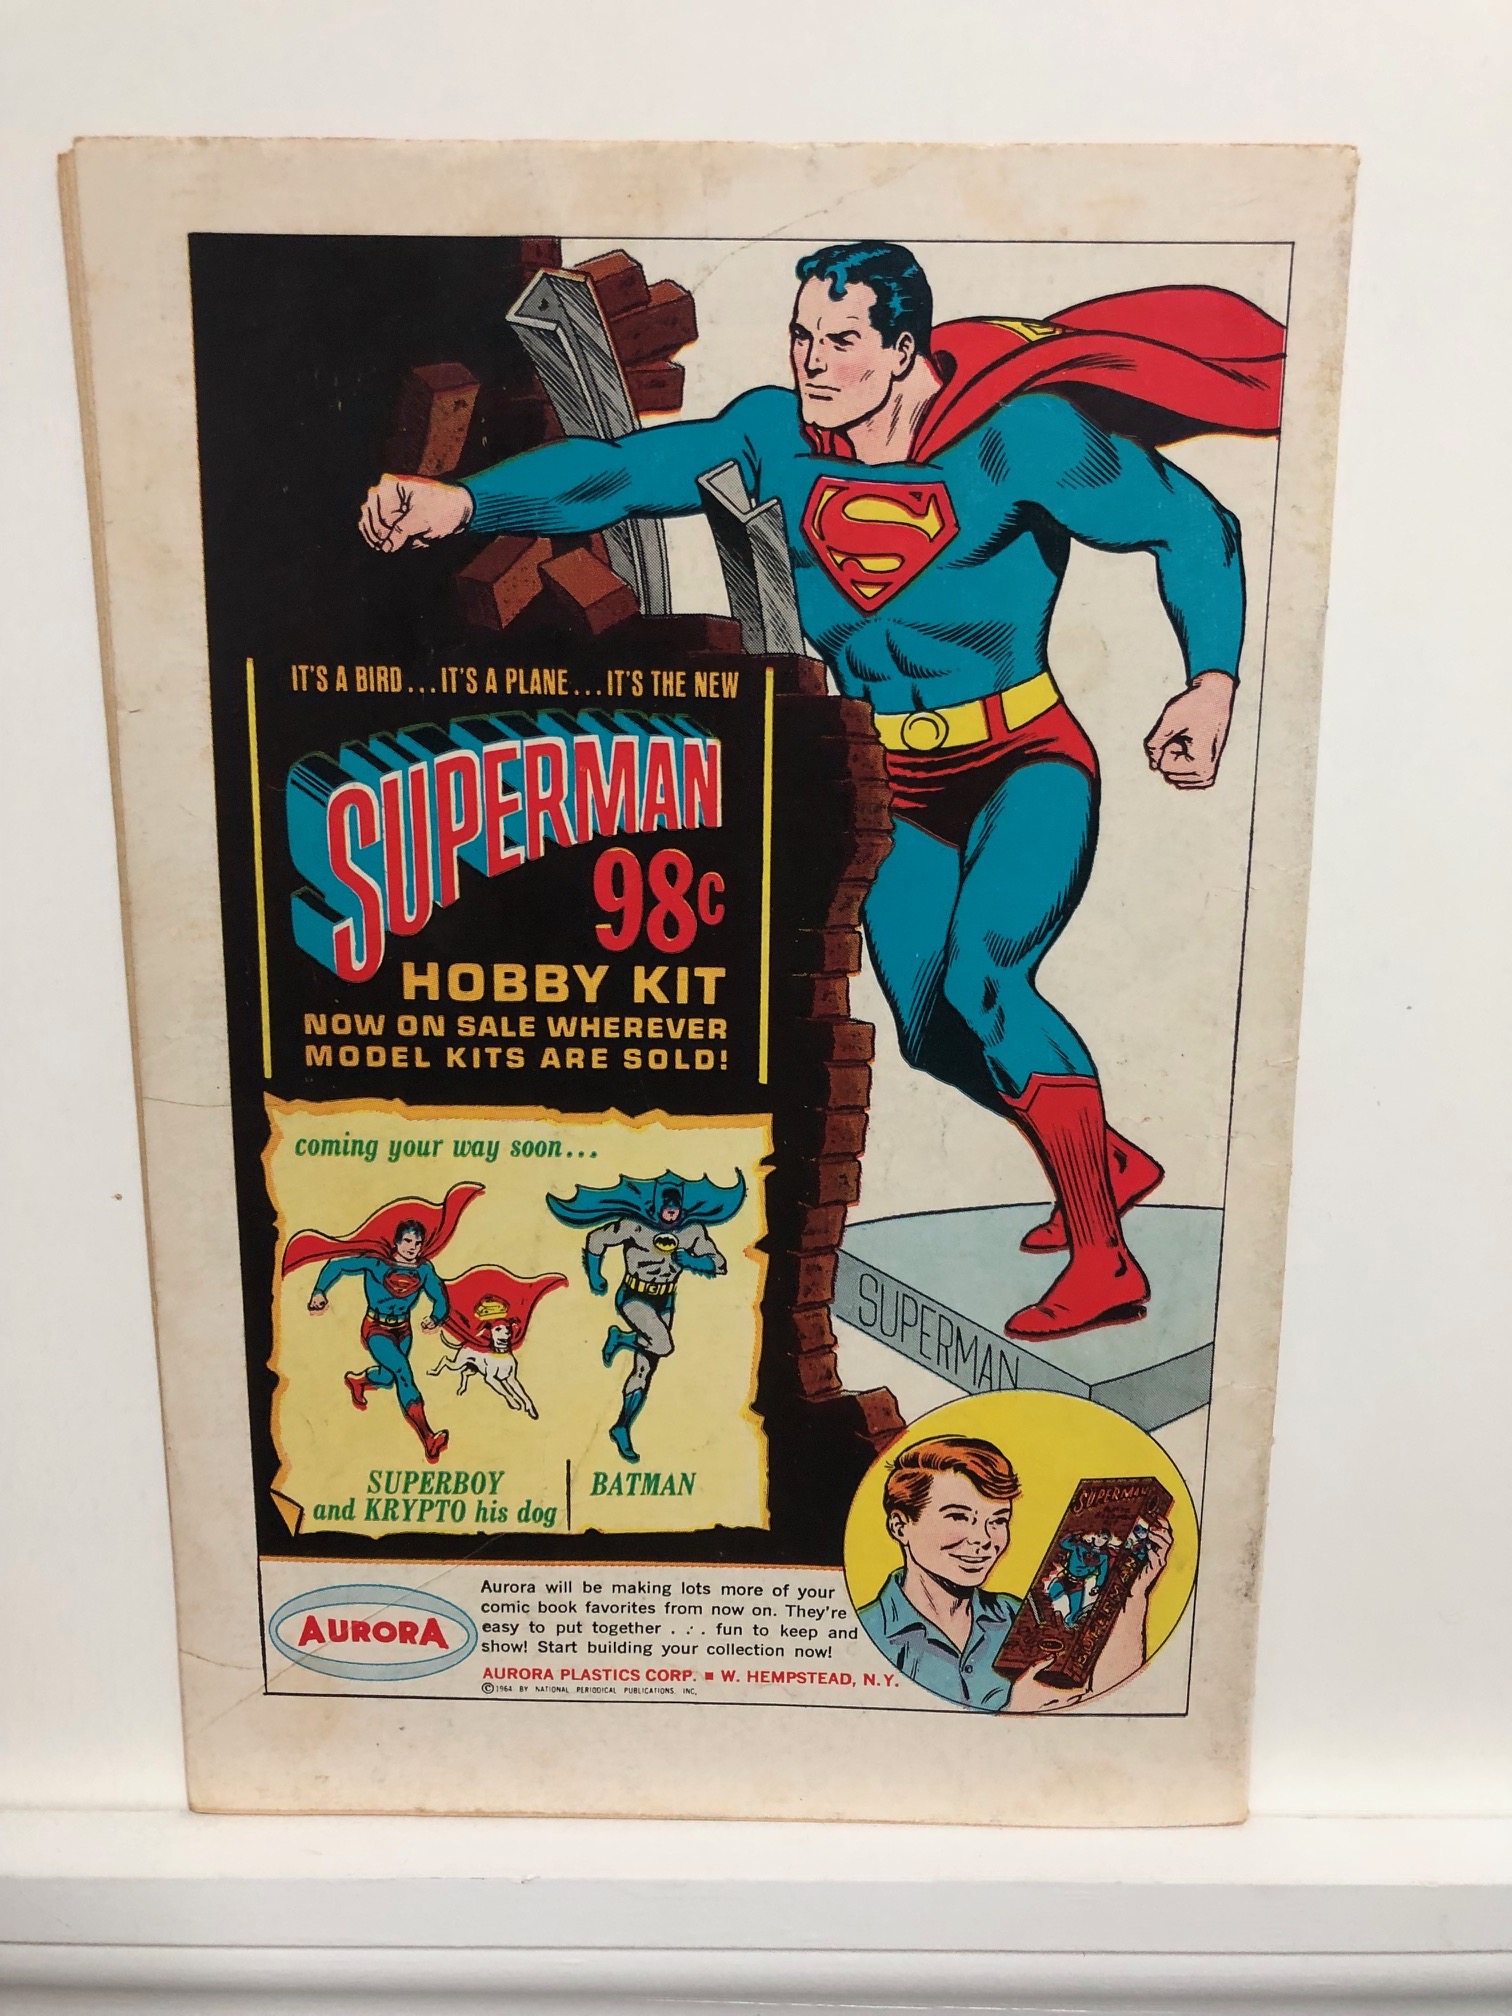 IT'S A BIRD...IT'S A PLANE...IT'S THE NEW
SUPERMAN
98c
HOBBY KIT
NOW ON SALE WHEREVER
MODEL KITS ARE SOLD!
coming your way soon...
SUPERBOY
and KRYPTO his dog
BATMAN
SUPERMAN
SUPERMAN
SUPERMAN
AURORA
Aurora will be making lots more of your
comic book favorites from now on. They're
easy to put together . . . fun to keep and
show! Start building your collection now!
AURORA PLASTICS CORP. ■ W. HEMPSTEAD, N.Y.
©1964 BY NATIONAL PERIODICAL PUBLICATIONS INC.